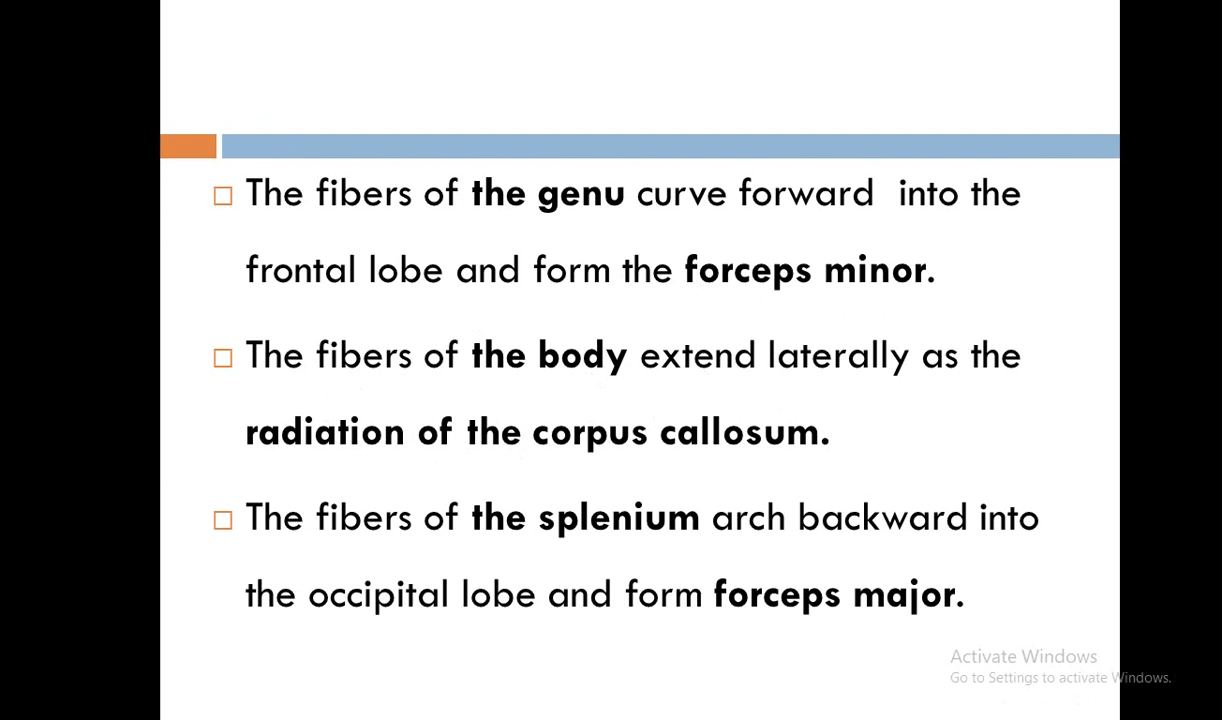 The fibers of the genu curve forward  into the
frontal lobe and form the forceps minor.
The fibers of the body extend laterally as the
radiation of the corpus callosum.
The fibers of the splenium arch backward into
the occipital lobe and form forceps major.
Activate Windows
Go to Settings to activate Windows.